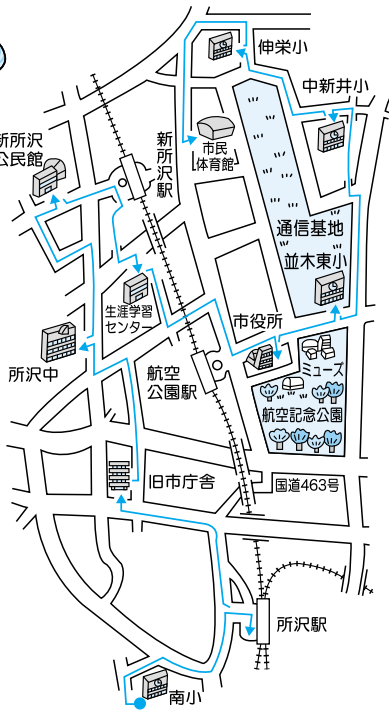 伸栄小
中新井小
新所沢
公民館
新所沢駅
市民
体育館
通信基地
並木東小
生涯学習
センター
市役所
ミューズ
所沢中
航空
公園駅
航空記念公園
旧市庁舎
国道463号
所沢駅
南小